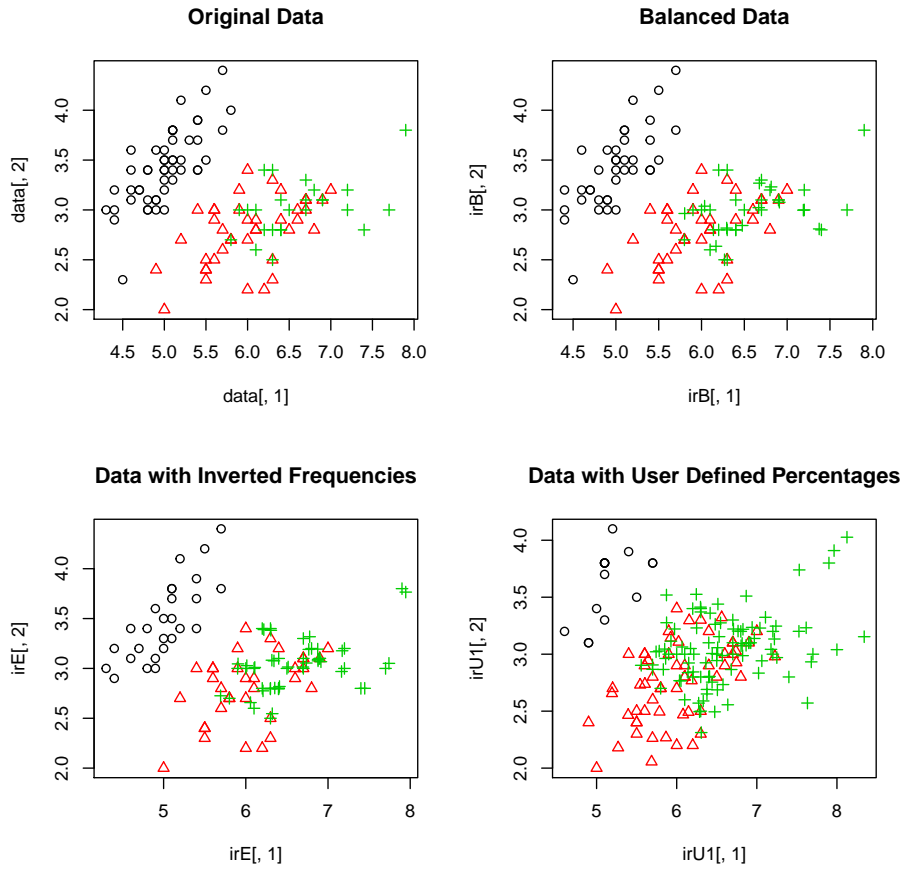 Original Data
Balanced Data
4.0
3.5
3.0
2.5
2.0
data[, 2]
4.5 5.0 5.5 6.0 6.5 7.0 7.5 8.0
data[, 1]
4.0
3.5
3.0
2.5
2.0
irB[, 2]
4.5 5.0 5.5 6.0 6.5 7.0 7.5 8.0
irB[, 1]
Data with Inverted Frequencies
Data with User Defined Percentages
4.0
3.5
3.0
2.5
2.0
irE[, 2]
5 6 7 8
irE[, 1]
4.0
3.5
3.0
2.5
2.0
irU1[, 2]
5 6 7 8
irU1[, 1]